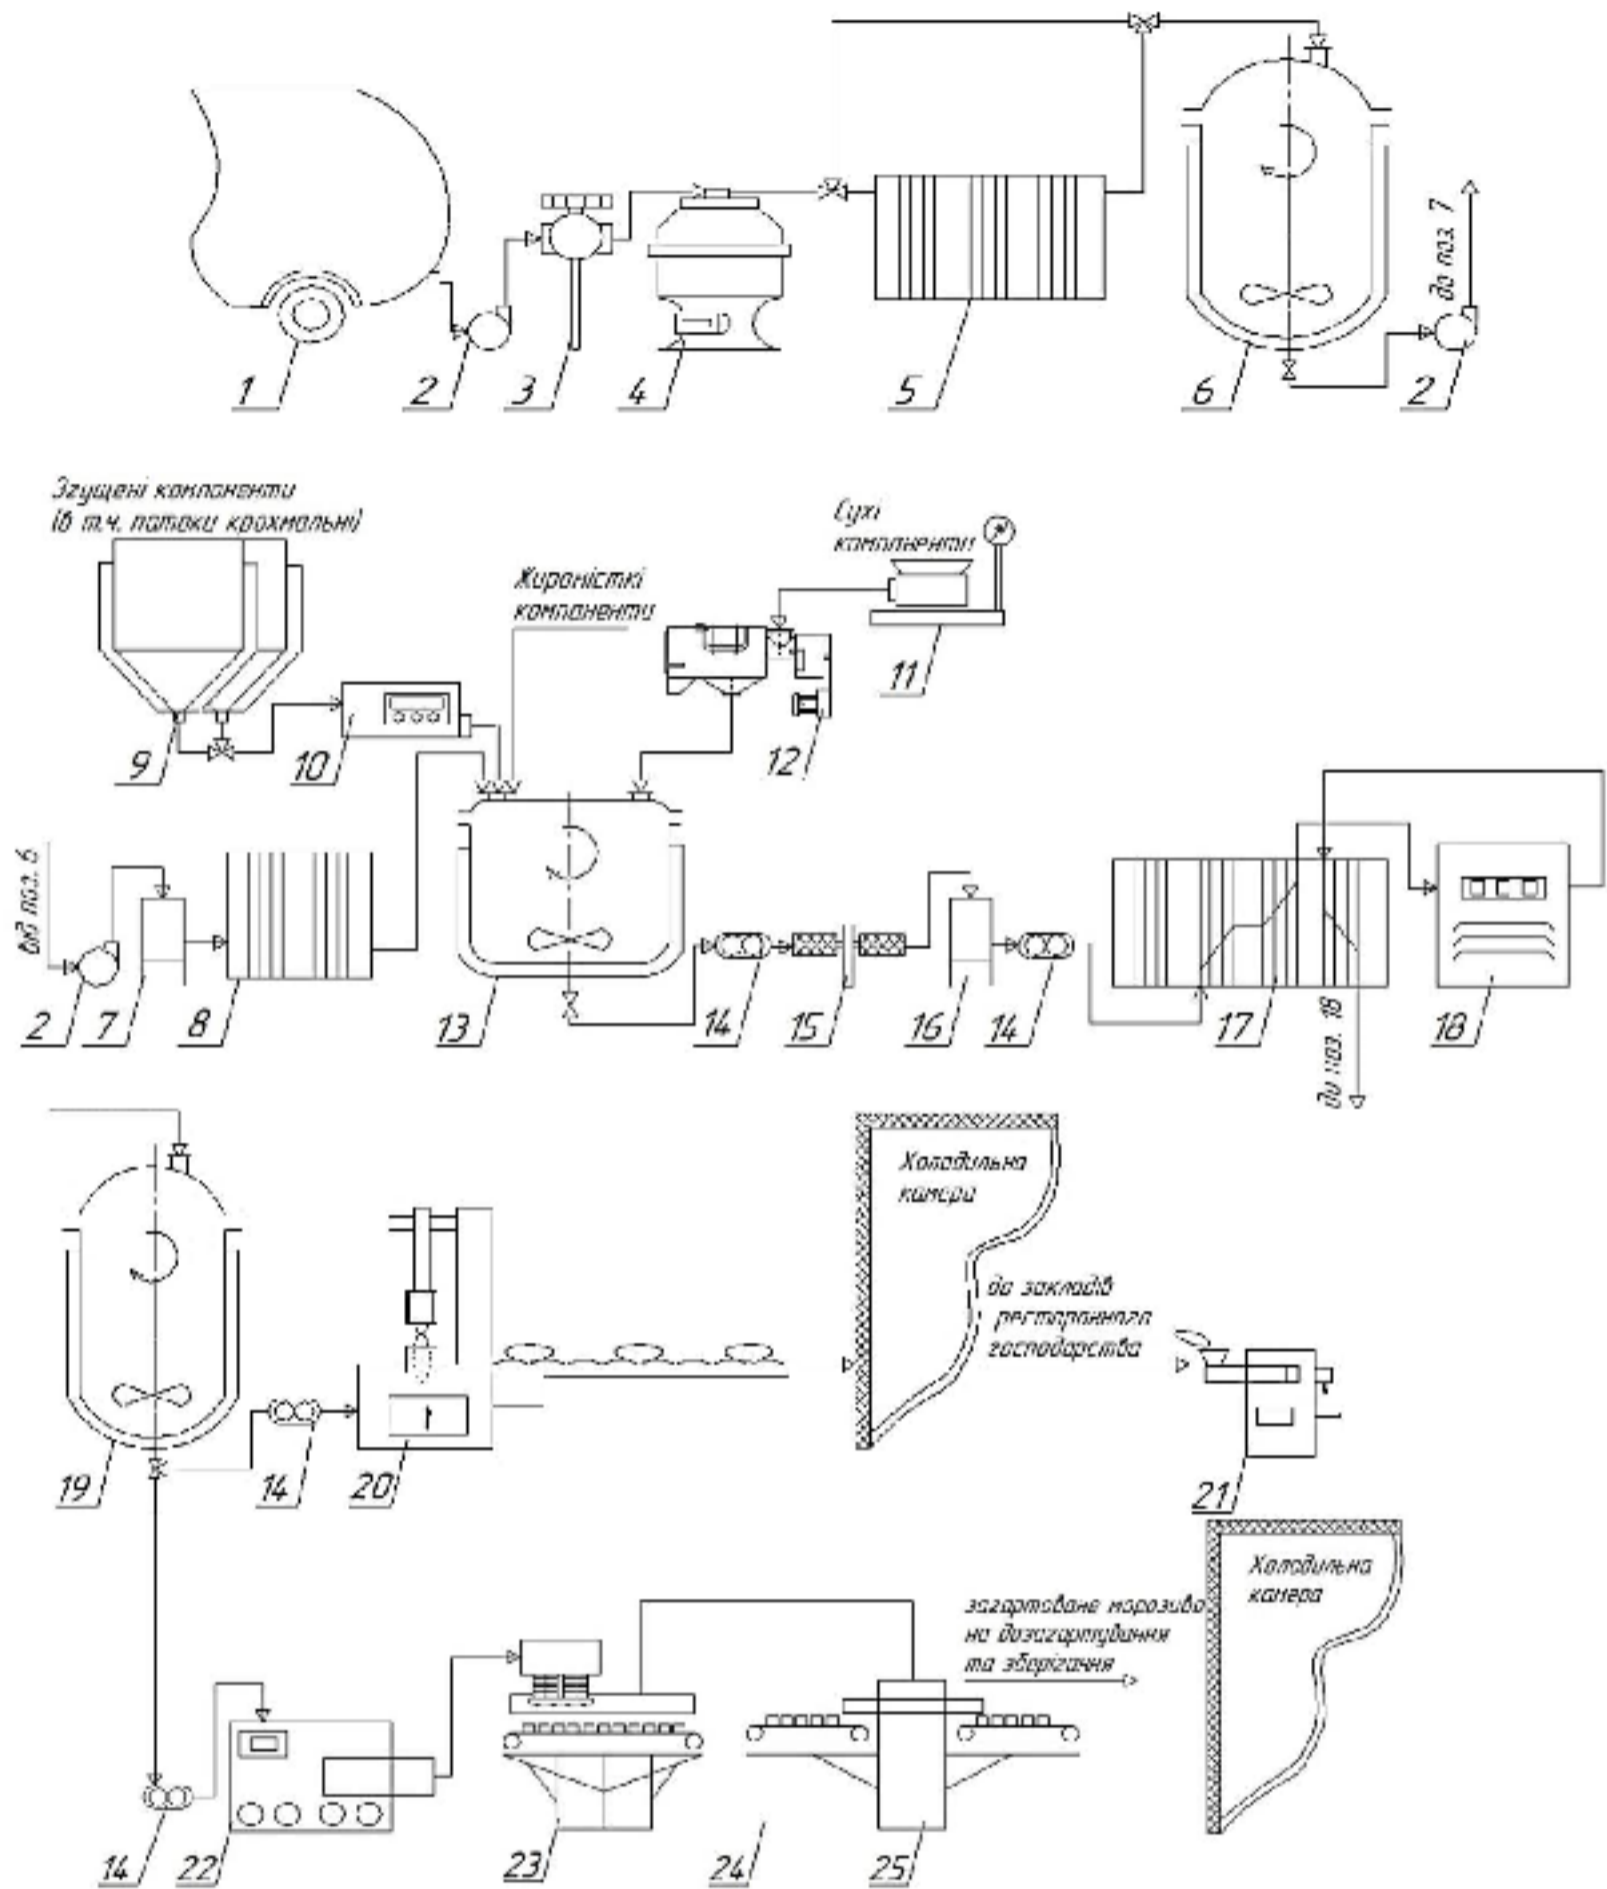 до поз. 7
1
2
3
4
5
6
2
Згущені компоненти
(в т.ч. патоки крохмальні)
Сухі
компоненти
Жиромісткі
компоненти
9
10
11
12
від поз. 6
2
7
8
13
14
15
16
14
17
до поз. 18
18
Холодильна
камера
до закладів
ресторанного
господарства
19
14
20
21
Холодильна
камера
загартоване морозиво
на дозагартування
та зберігання
14
22
23
24
25